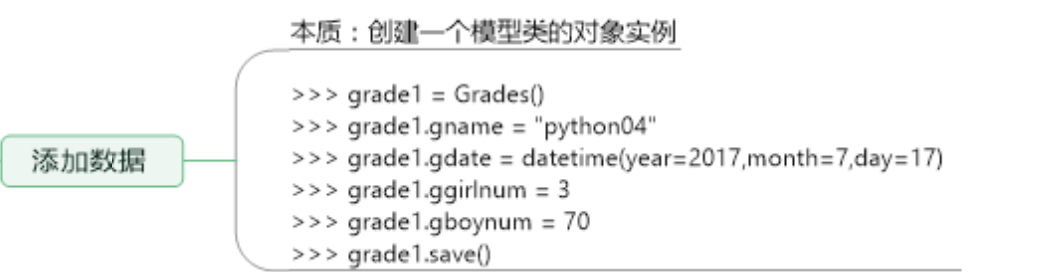 添加数据
本质：创建一个模型类的对象实例
>>> grade1 = Grades()
>>> grade1.gname = "python04"
>>> grade1.gdate = datetime(year=2017,month=7,day=17)
>>> grade1.ggirlnum = 3
>>> grade1.gboynum = 70
>>> grade1.save()